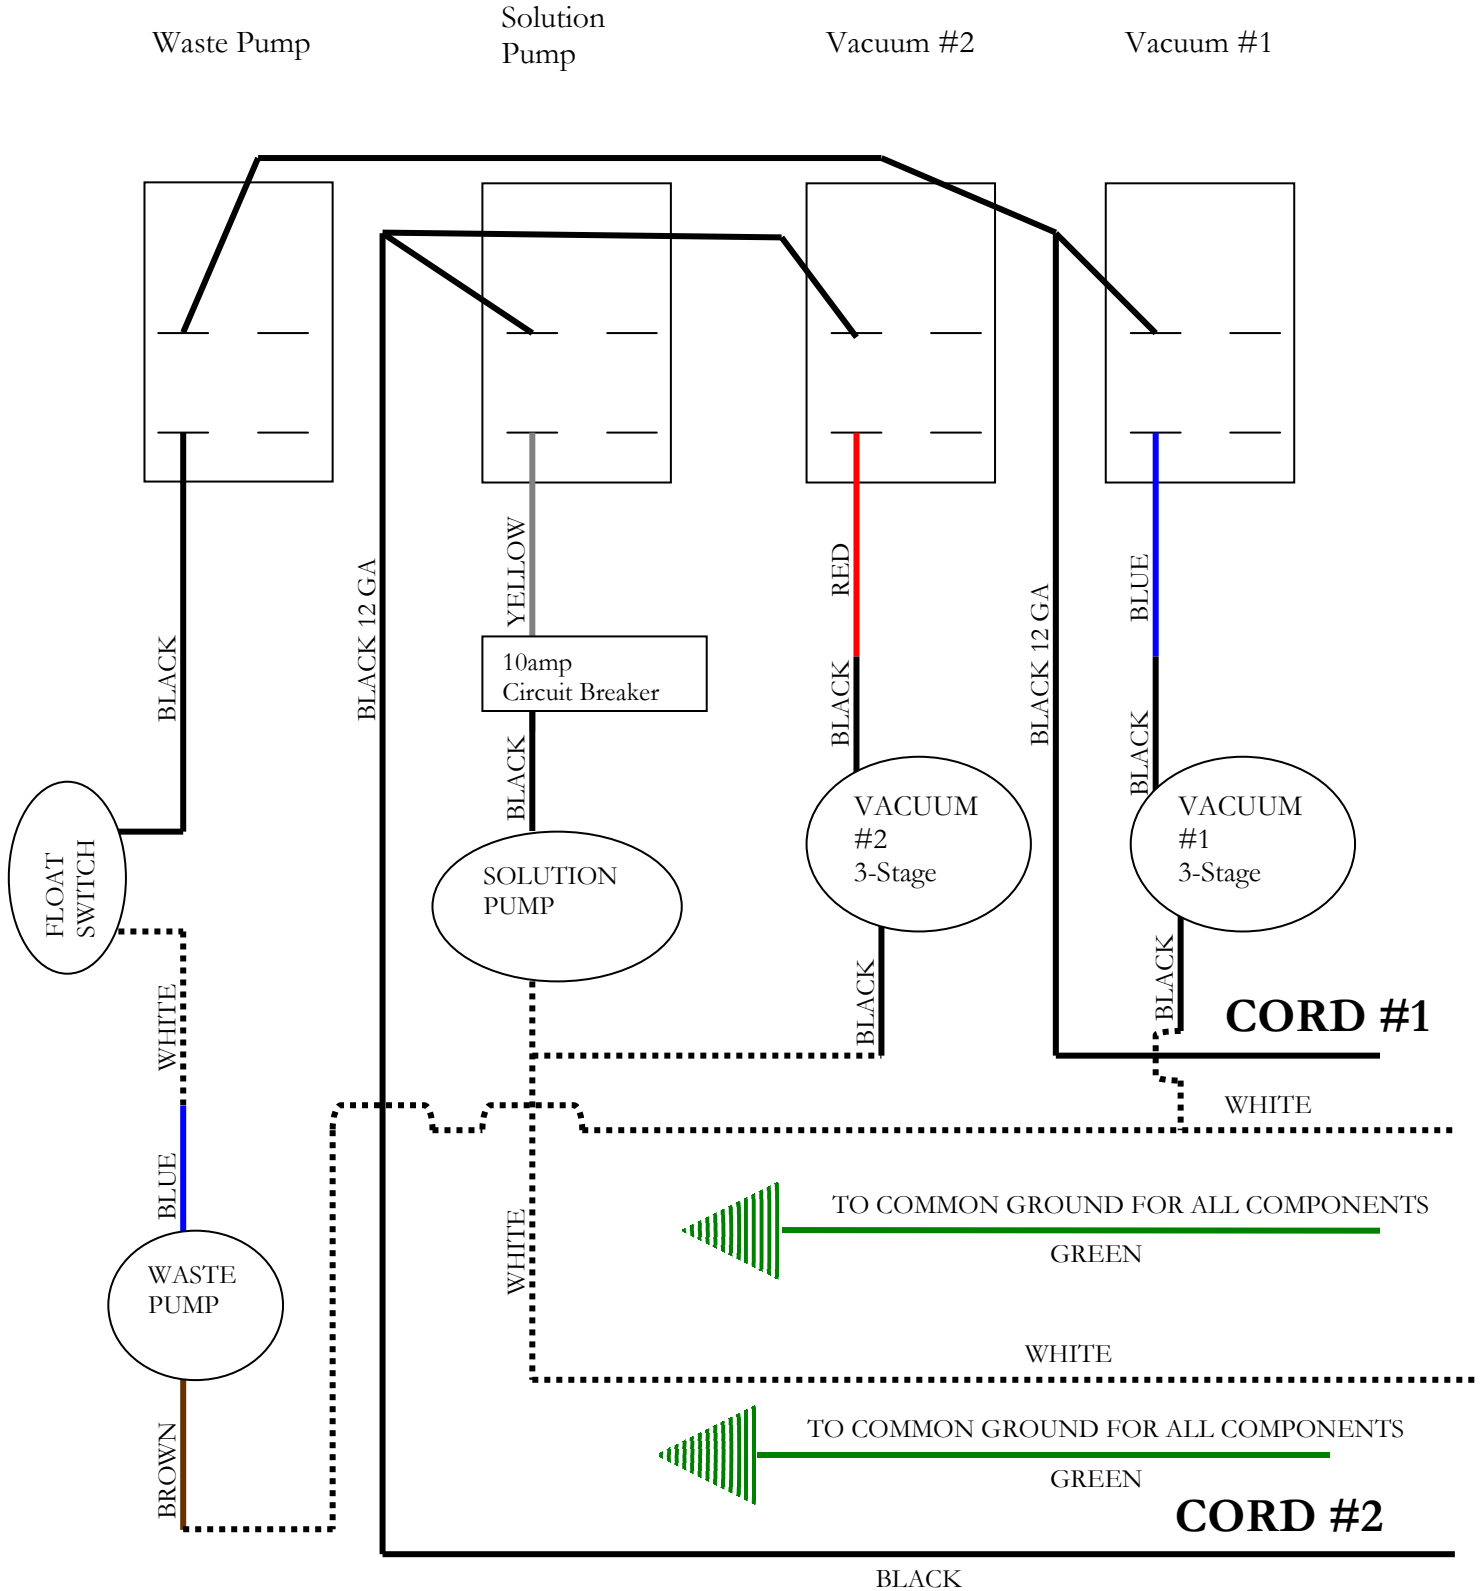 Waste Pump
Solution
Pump
Vacuum #2
Vacuum #1
BLACK
BLACK 12 GA
YELLOW
RED
BLACK 12 GA
BLUE
10amp
Circuit Breaker
BLACK
BLACK
BLACK
FLOAT
SWITCH
SOLUTION
PUMP
VACUUM
#2
3-Stage
VACUUM
#1
3-Stage
WHITE
BLACK
BLACK
CORD #1
WHITE
BLUE
TO COMMON GROUND FOR ALL COMPONENTS
GREEN
WHITE
WASTE
PUMP
WHITE
BROWN
TO COMMON GROUND FOR ALL COMPONENTS
GREEN
CORD #2
BLACK